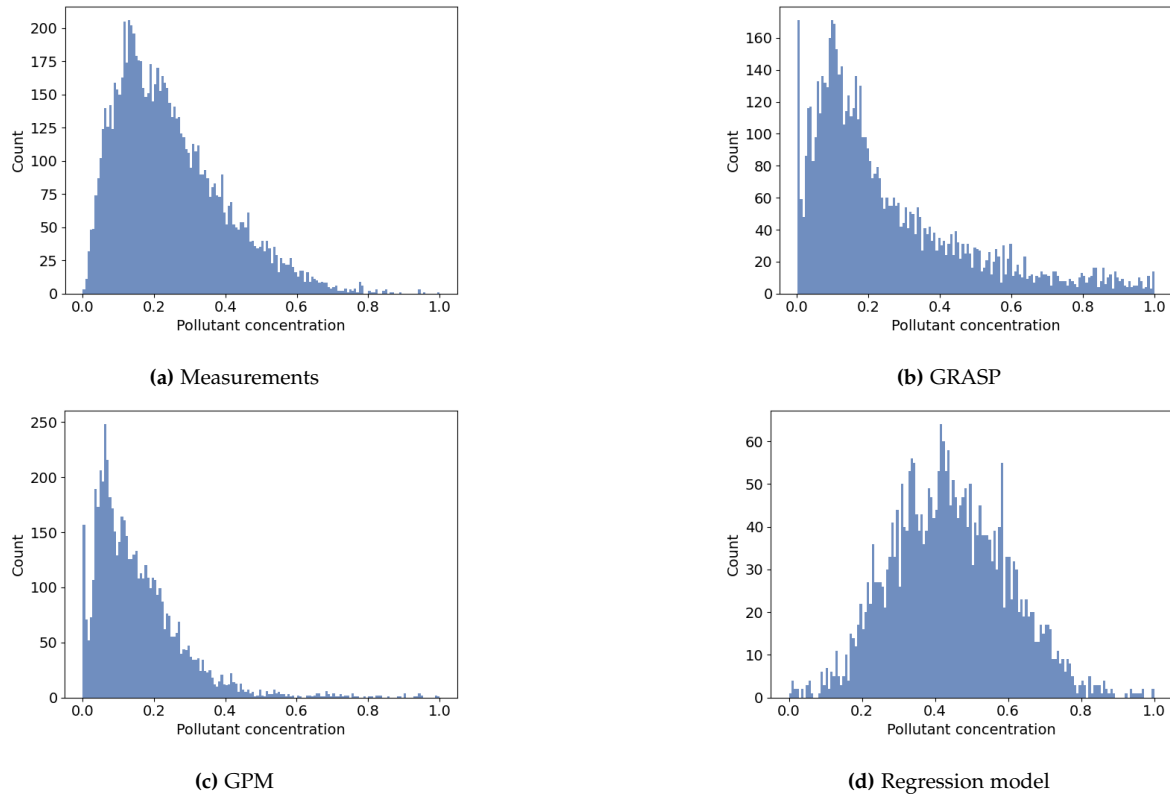 200
175
150
125
100
75
50
25
0
Count
0.0 0.2 0.4 0.6 0.8 1.0
Pollutant concentration
(a) Measurements
160
140
120
100
80
60
40
20
0
Count
0.0 0.2 0.4 0.6 0.8 1.0
Pollutant concentration
(b) GRASP
250
200
150
100
50
0
Count
0.0 0.2 0.4 0.6 0.8 1.0
Pollutant concentration
(c) GPM
60
50
40
30
20
10
0
Count
0.0 0.2 0.4 0.6 0.8 1.0
Pollutant concentration
(d) Regression model